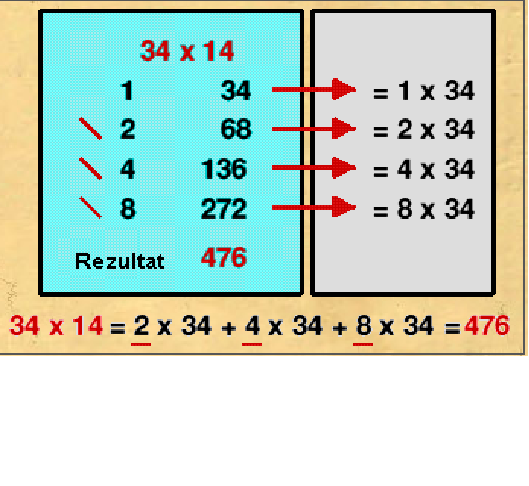 34 x 14
1 34 = 1 x 34
\ 2 68 = 2 x 34
\ 4 136 = 4 x 34
\ 8 272 = 8 x 34
Rezultat 476
34 x 14 = 2 x 34 + 4 x 34 + 8 x 34 = 476